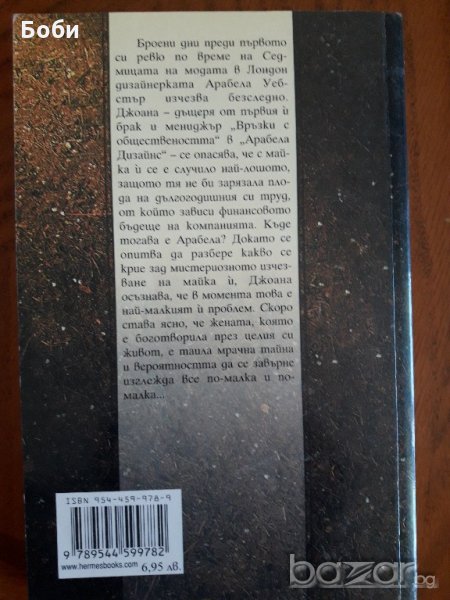 Боби
Броени дни преди първото
си ревю по време на Сед-
мицата на модата в Лондон
дизайнерката Арабела Уеб-
стър изчезва безследно.
Джоана – дъщеря от първия ѝ
брак и мениджър „Връзки с
обществеността“ в „Арабела
Дизайнс“ – се опасява, че с май-
ка ѝ се е случило най-лошото,
защото тя не би зарязала пло-
да на дългогодишния си труд,
от който зависи финансовото
бъдеще на компанията. Къде
тогава е Арабела? Докато се
опитва да разбере какво се
крие зад мистериозното изчез-
ване на майка ѝ, Джоана
осъзнава, че в момента това е
най-малкият ѝ проблем. Скоро
става ясно, че жената, която
е боготворила през целия си
живот, е таила мрачна тайна
и вероятността да се завърне
изглежда все по-малка и по-
малка...
ISBN 954-459-978-9
9 789544 599782
www.hermesbooks.com 6,95 лв.
bazar.bg